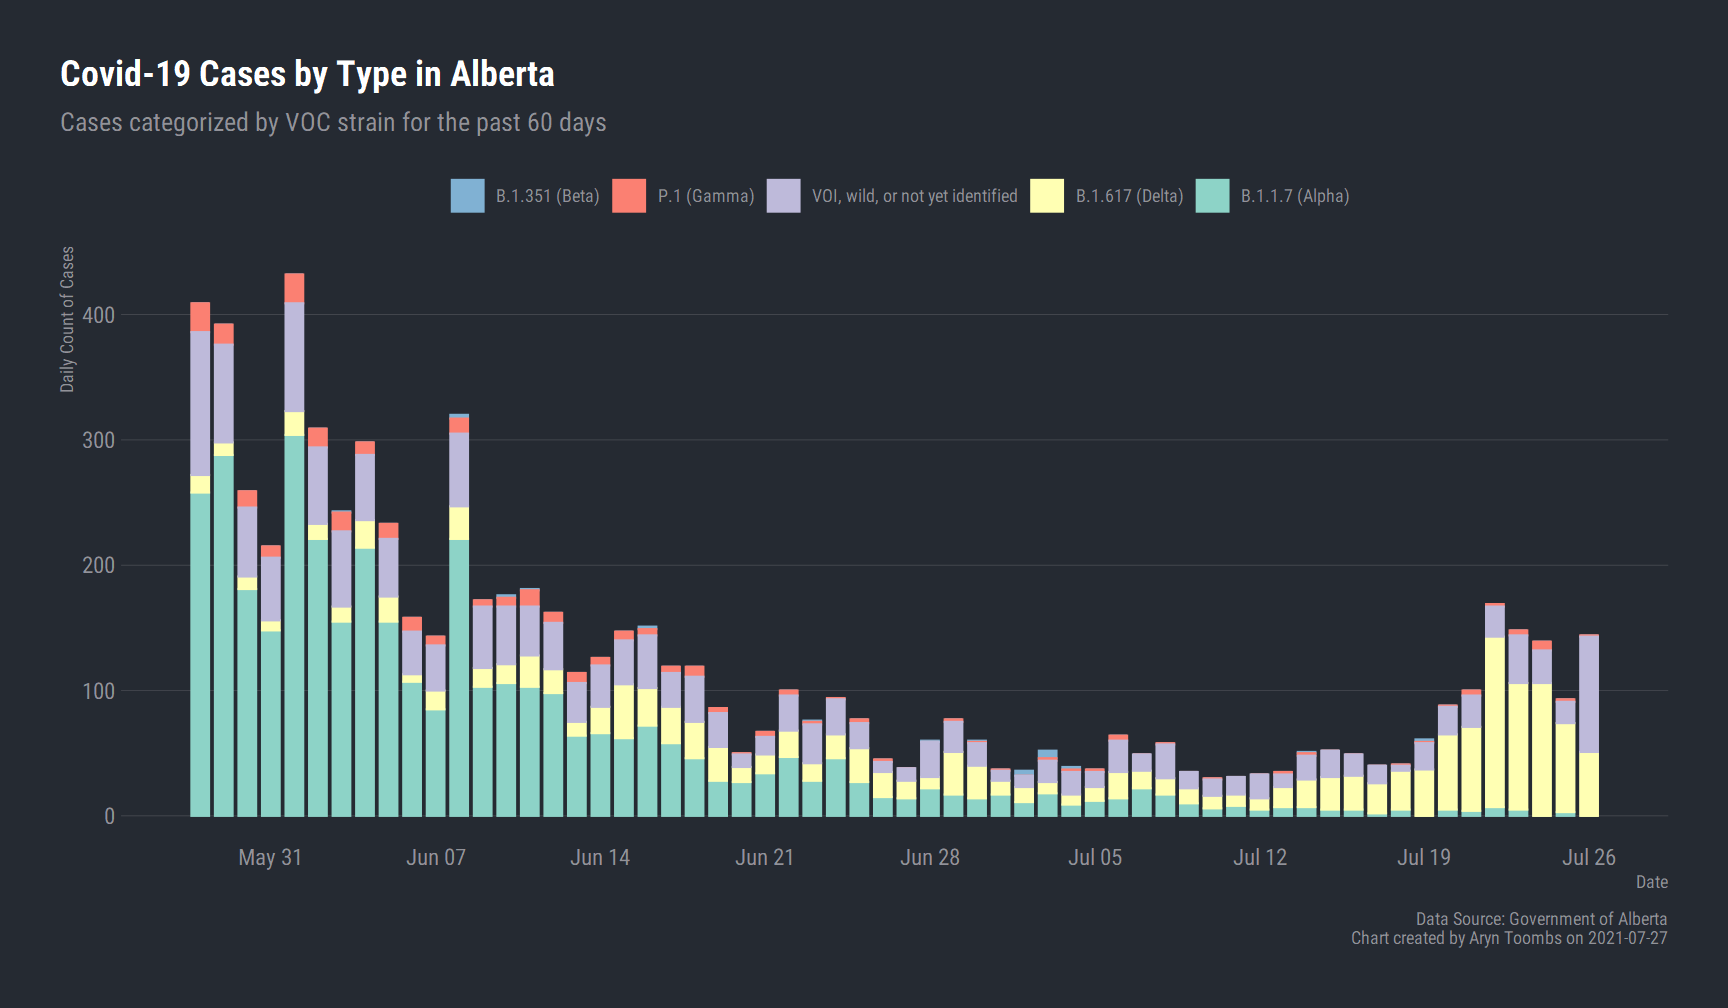 Covid-19 Cases by Type in Alberta
Cases categorized by VOC strain for the past 60 days
B.1.351 (Beta) P.1 (Gamma) VOI, wild, or not yet identified B.1.617 (Delta) B.1.1.7 (Alpha)
Daily Count of Cases
400
300
200
100
0
May 31 Jun 07 Jun 14 Jun 21 Jun 28 Jul 05 Jul 12 Jul 19 Jul 26
Date
Data Source: Government of Alberta
Chart created by Aryn Toombs on 2021-07-27